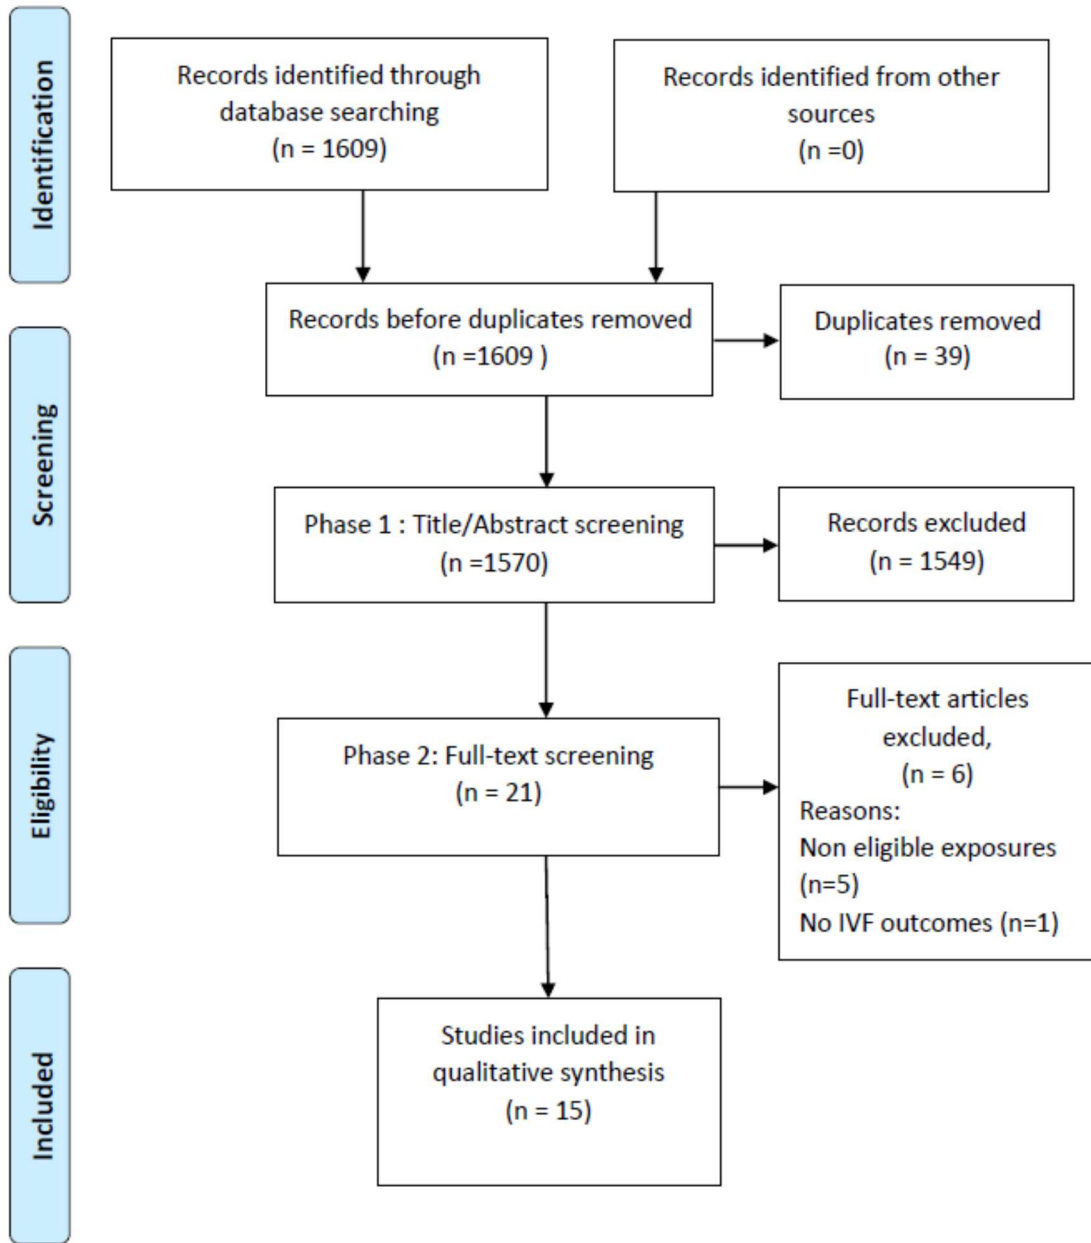 Identification
Records identified through
database searching
(n = 1609)
Records identified from other
sources
(n =0)
Records before duplicates removed
(n =1609 )
Duplicates removed
(n = 39)
Screening
Phase 1 : Title/Abstract screening
(n =1570)
Records excluded
(n = 1549)
Eligibility
Phase 2: Full-text screening
(n = 21)
Full-text articles
excluded,
(n = 6)
Reasons:
Non eligible exposures
(n=5)
No IVF outcomes (n=1)
Included
Studies included in
qualitative synthesis
(n = 15)